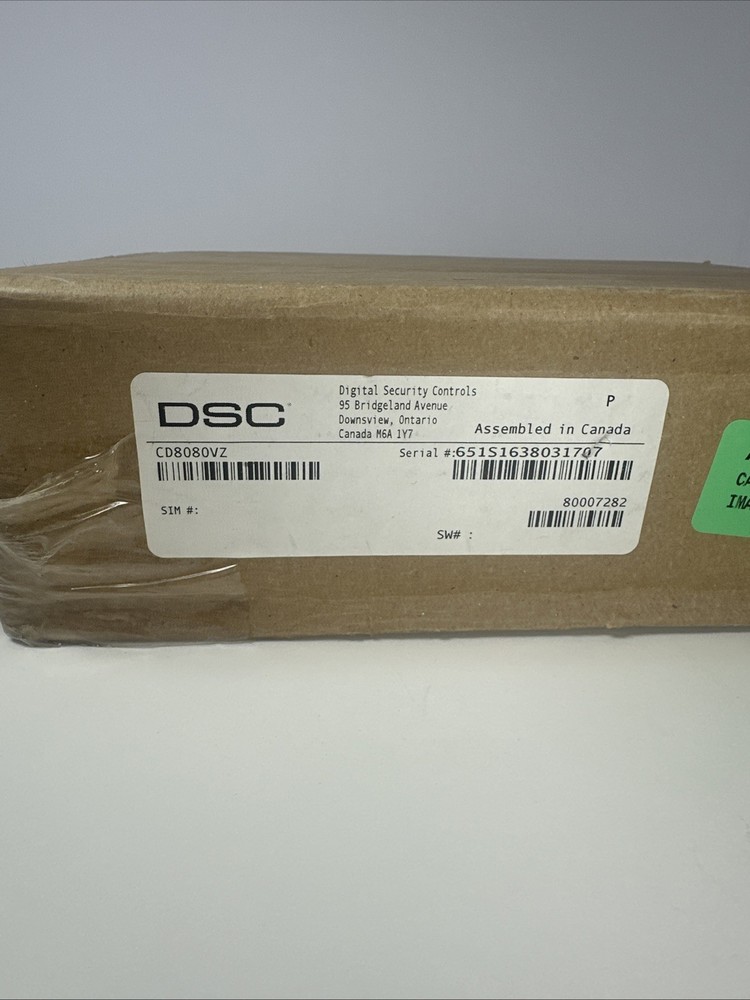 DSC
Digital Security Controls
95 Bridgeland Avenue
Downsview, Ontario
Canada M6A 1Y7
P
Assembled in Canada
CD8080VZ
Serial #:651S1638031707
SIM #:
80007282
SW# :